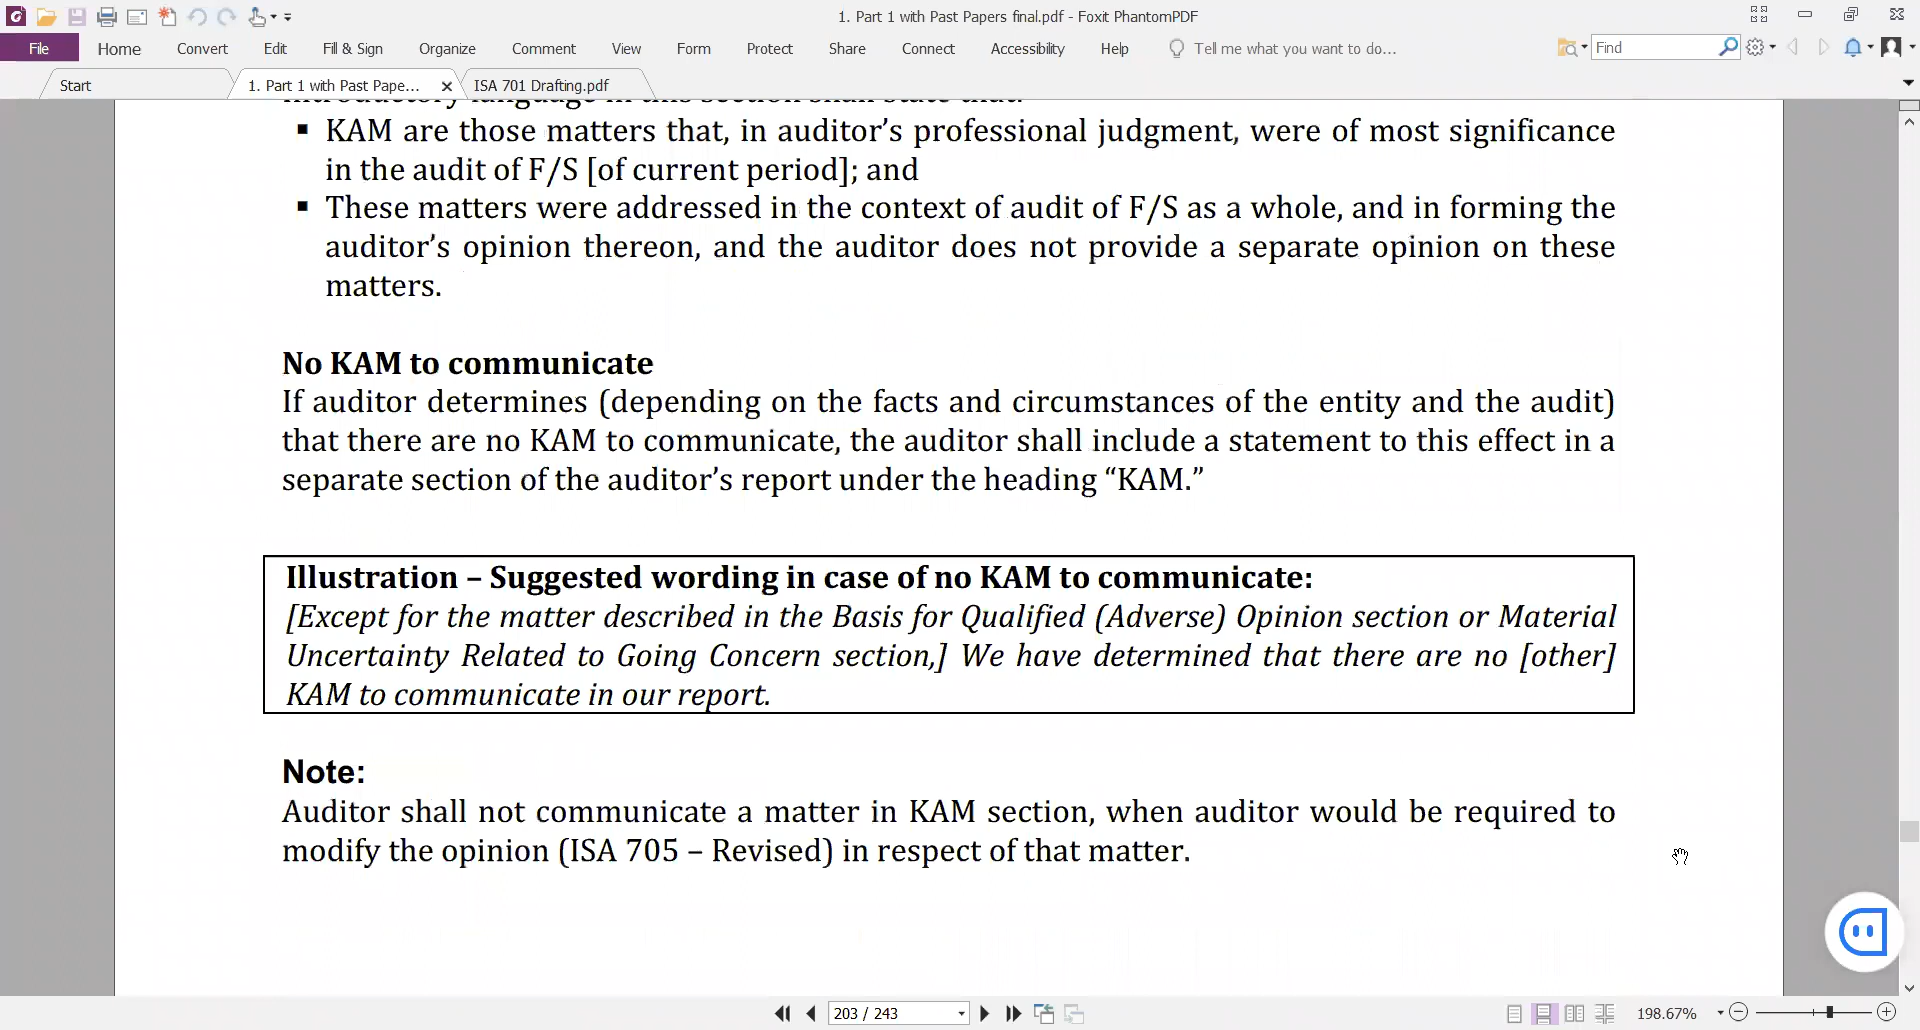 1. Part 1 with Past Papers final.pdf - Foxit PhantomPDF
File Home Convert Edit Fill & Sign Organize Comment View Form Protect Share Connect Accessibility Help Tell me what you want to do... Find
Start 1. Part 1 with Past Pape... ISA 701 Drafting.pdf
introductory language in this section shall state that:
▪ KAM are those matters that, in auditor’s professional judgment, were of most significance
in the audit of F/S [of current period]; and
▪ These matters were addressed in the context of audit of F/S as a whole, and in forming the
auditor’s opinion thereon, and the auditor does not provide a separate opinion on these
matters.
No KAM to communicate
If auditor determines (depending on the facts and circumstances of the entity and the audit)
that there are no KAM to communicate, the auditor shall include a statement to this effect in a
separate section of the auditor’s report under the heading “KAM.”
Illustration – Suggested wording in case of no KAM to communicate:
[Except for the matter described in the Basis for Qualified (Adverse) Opinion section or Material
Uncertainty Related to Going Concern section,] We have determined that there are no [other]
KAM to communicate in our report.
Note:
Auditor shall not communicate a matter in KAM section, when auditor would be required to
modify the opinion (ISA 705 – Revised) in respect of that matter.
203 / 243 198.67%